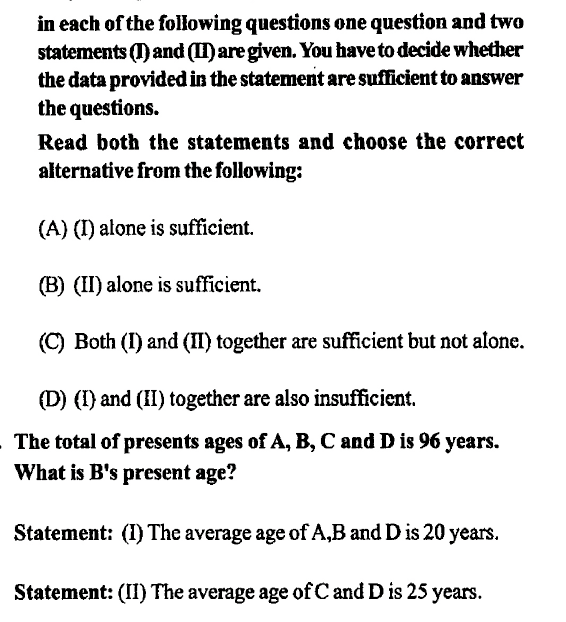 in each of the following questions one question and two
statements (I) and (II) are given. You have to decide whether
the data provided in the statement are sufficient to answer
the questions.
Read both the statements and choose the correct
alternative from the following:
(A) (I) alone is sufficient.
(B) (II) alone is sufficient.
(C) Both (I) and (II) together are sufficient but not alone.
(D) (I) and (II) together are also insufficient.
. The total of presents ages of A, B, C and D is 96 years.
What is B's present age?
Statement: (I) The average age of A,B and D is 20 years.
Statement: (II) The average age of C and D is 25 years.